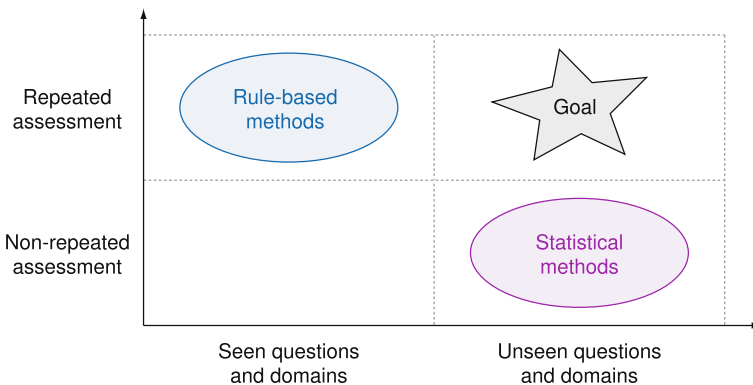 Repeated
assessment
Rule-based
methods
Goal
Non-repeated
assessment
Statistical
methods
Seen questions
and domains
Unseen questions
and domains